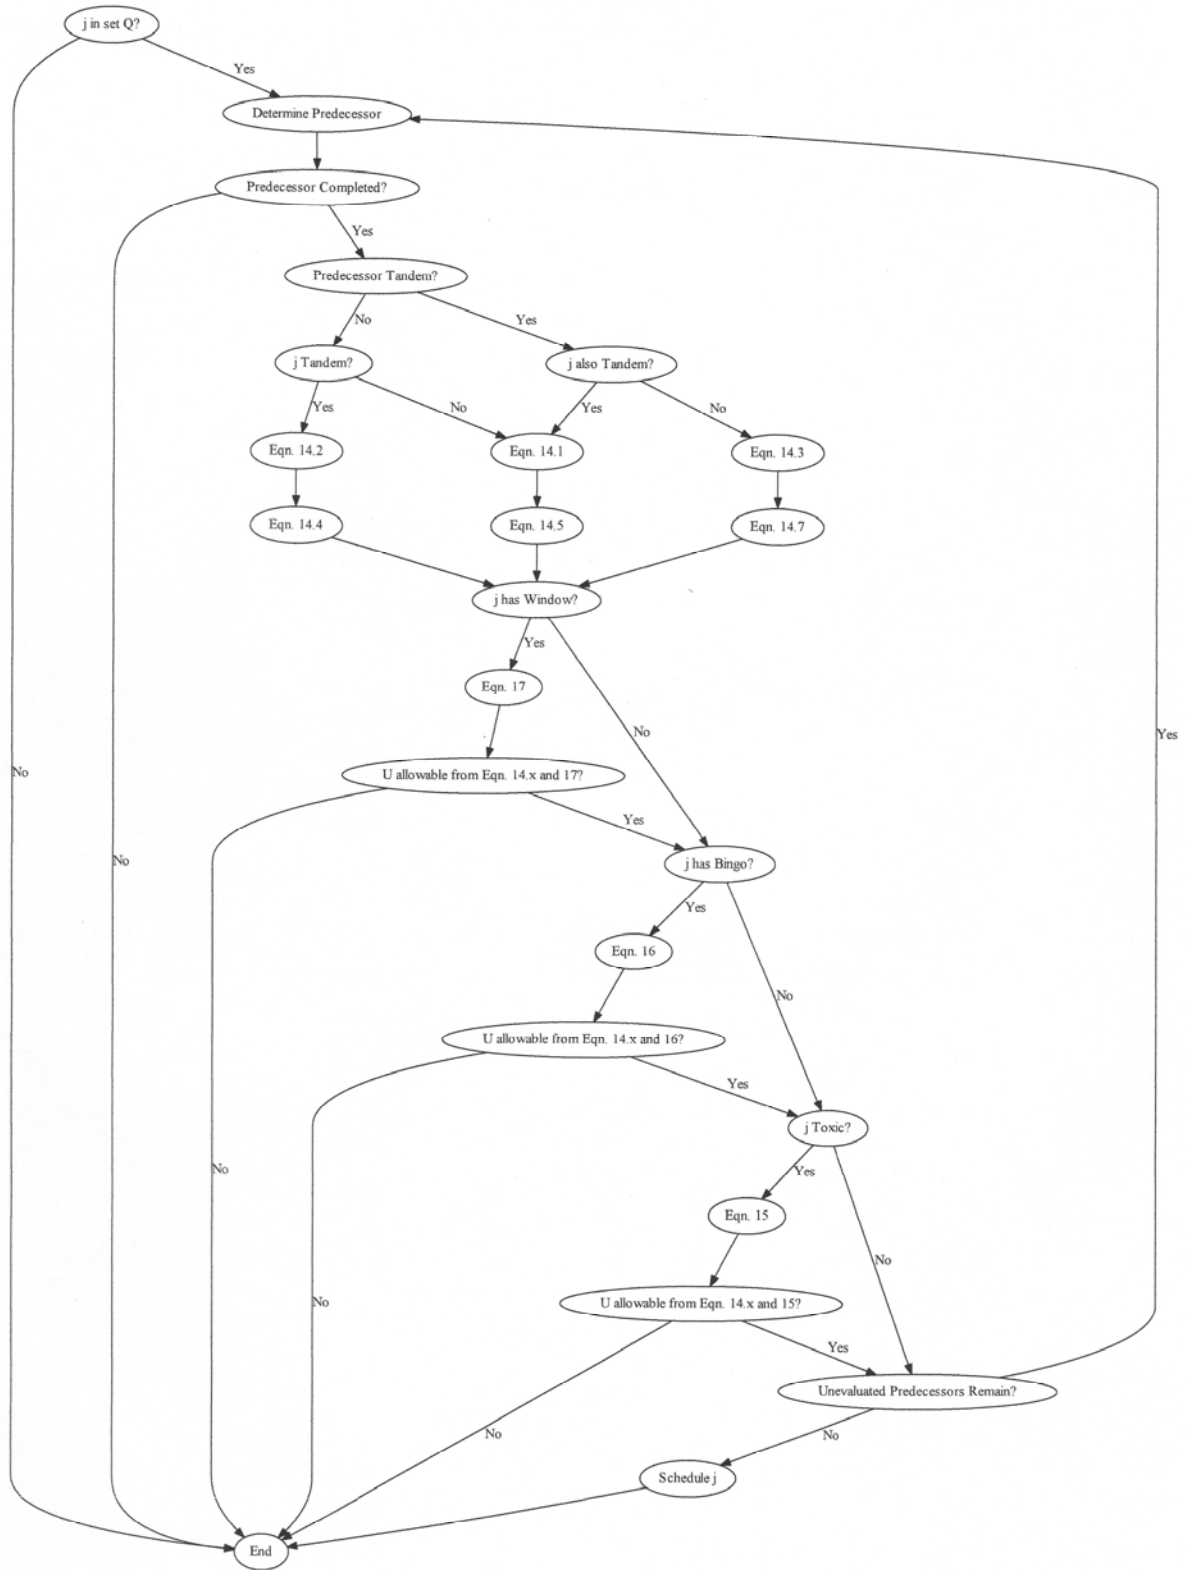 j in set Q?
Yes
Determine Predecessor
Predecessor Completed?
Yes
Predecessor Tandem?
No
Yes
j Tandem?
j also Tandem?
Yes
No
Yes
No
Eqn. 14.2
Eqn. 14.1
Eqn. 14.3
Eqn. 14.4
Eqn. 14.5
Eqn. 14.7
j has Window?
Yes
Eqn. 17
No
Yes
No
U allowable from Eqn. 14.x and 17?
Yes
No
j has Bingo?
Yes
Eqn. 16
No
U allowable from Eqn. 14.x and 16?
Yes
j Toxic?
No
Yes
Eqn. 15
No
No
U allowable from Eqn. 14.x and 15?
Yes
Unevaluated Predecessors Remain?
No
No
Schedule j
End